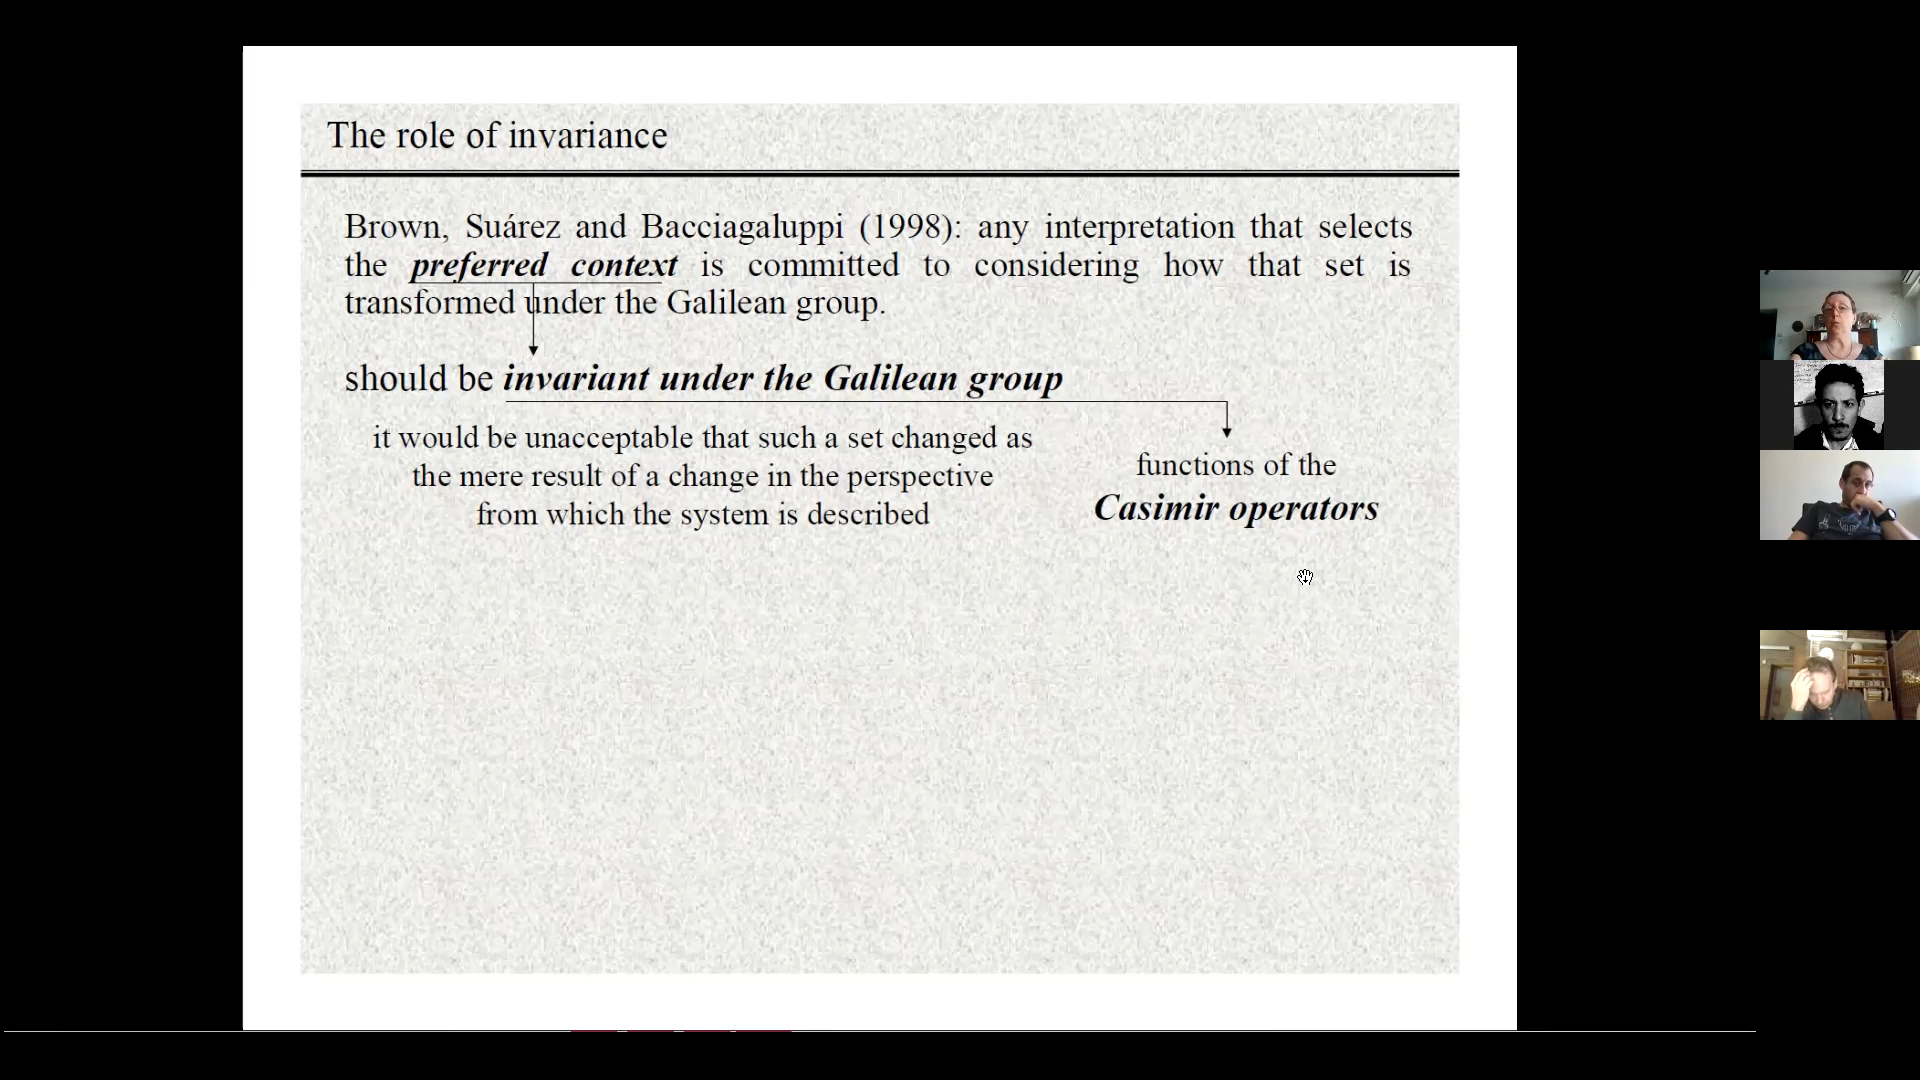 The role of invariance
Brown, Suárez and Bacciagaluppi (1998): any interpretation that selects
the preferred context is committed to considering how that set is
transformed under the Galilean group.
should be invariant under the Galilean group
it would be unacceptable that such a set changed as
the mere result of a change in the perspective
from which the system is described
functions of the
Casimir operators